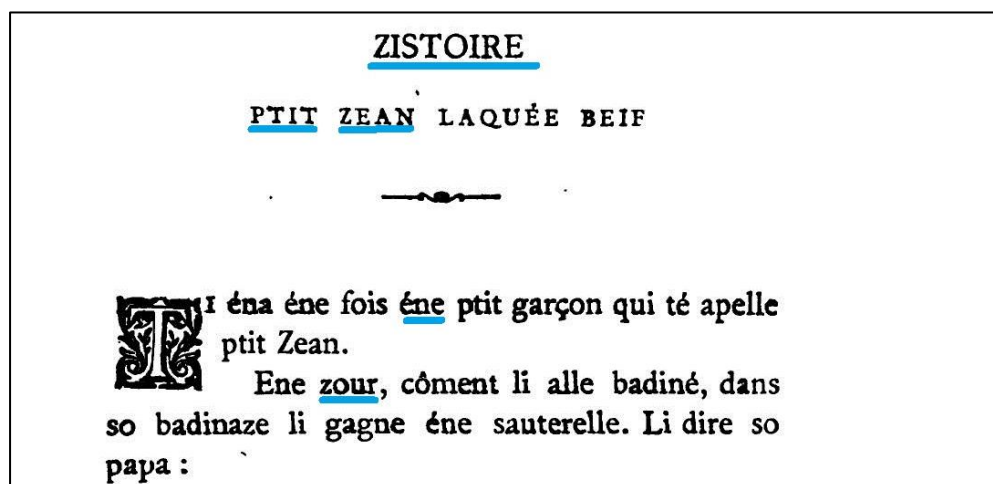 ZISTOIRE
PTIT ZEAN LAQUÉE BEIF
TI éna éne fois éne ptit garçon qui té apelle
ptit Zean.
Ene zour, côment li alle badiné, dans
so badinaze li gagne éne sauterelle. Li dire so
papa :